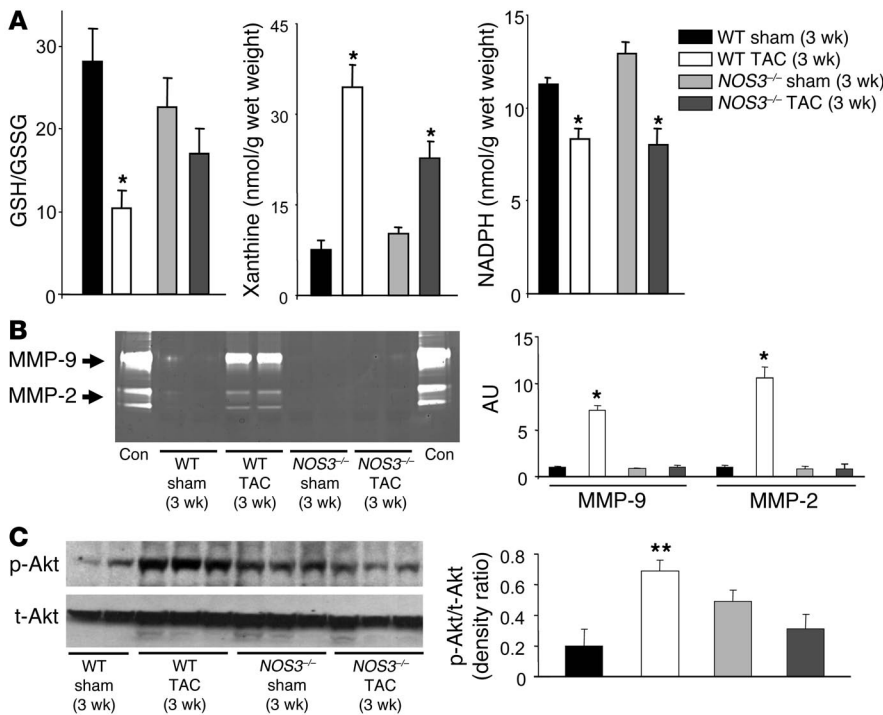 A
GSH/GSSG
30
20
10
0
Xanthine (nmol/g wet weight)
45
30
15
0
*
*
*
NADPH (nmol/g wet weight)
15
10
5
0
*
*
WT sham (3 wk)
WT TAC (3 wk)
NOS3–/– sham (3 wk)
NOS3–/– TAC (3 wk)
B
MMP-9
MMP-2
Con
WT
sham
(3 wk)
WT
TAC
(3 wk)
NOS3–/–
sham
(3 wk)
NOS3–/–
TAC
(3 wk)
Con
AU
15
10
5
0
*
*
MMP-9
MMP-2
C
p-Akt
t-Akt
WT
sham
(3 wk)
WT
TAC
(3 wk)
NOS3–/–
sham
(3 wk)
NOS3–/–
TAC
(3 wk)
p-Akt/t-Akt
(density ratio)
0.8
0.6
0.4
0.2
0
**